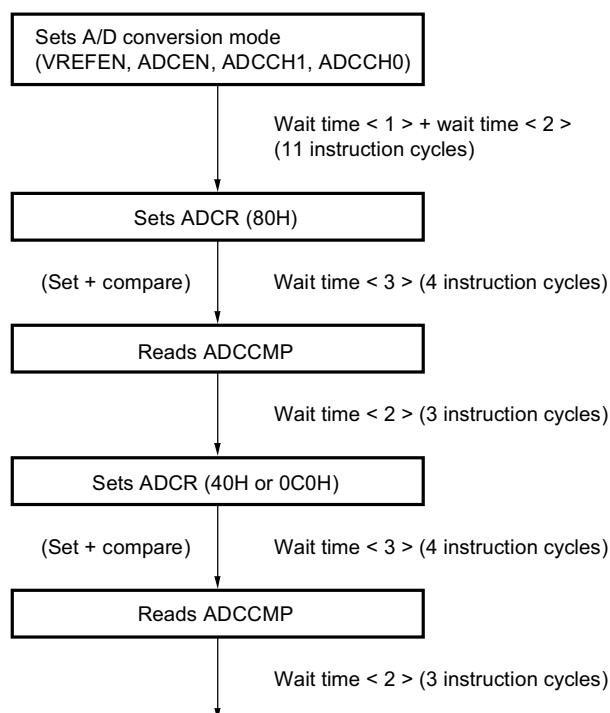 Sets A/D conversion mode
(VREFEN, ADCEN, ADCCH1, ADCCH0)
Wait time < 1 > + wait time < 2 >
(11 instruction cycles)
Sets ADCR (80H)
(Set + compare)
Wait time < 3 > (4 instruction cycles)
Reads ADCCMP
Wait time < 2 > (3 instruction cycles)
Sets ADCR (40H or 0C0H)
(Set + compare)
Wait time < 3 > (4 instruction cycles)
Reads ADCCMP
Wait time < 2 > (3 instruction cycles)